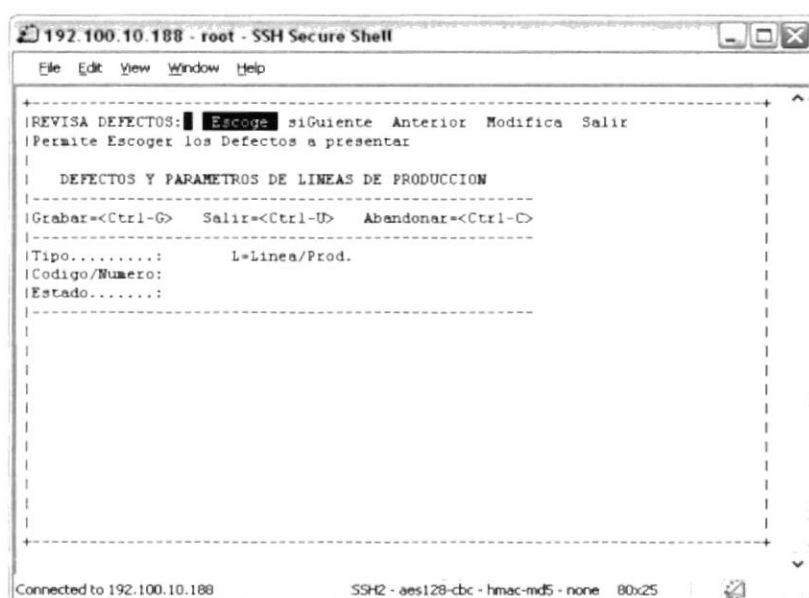 192.100.10.188 - root - SSH Secure Shell
File Edit View Window Help
REVISA DEFECTOS: Escoge siGuiente Anterior Modifica Salir
Permite Escoger los Defectos a presentar
DEFECTOS Y PARAMETROS DE LINEAS DE PRODUCCION
Grabar=<Ctrl-G> Salir=<Ctrl-U> Abandonar=<Ctrl-C>
Tipo.........: L=Linea/Prod.
Codigo/Numero:
Estado.......:
Connected to 192.100.10.188 SSH2 - aes128-cbc - hmac-md5 - none 80x25